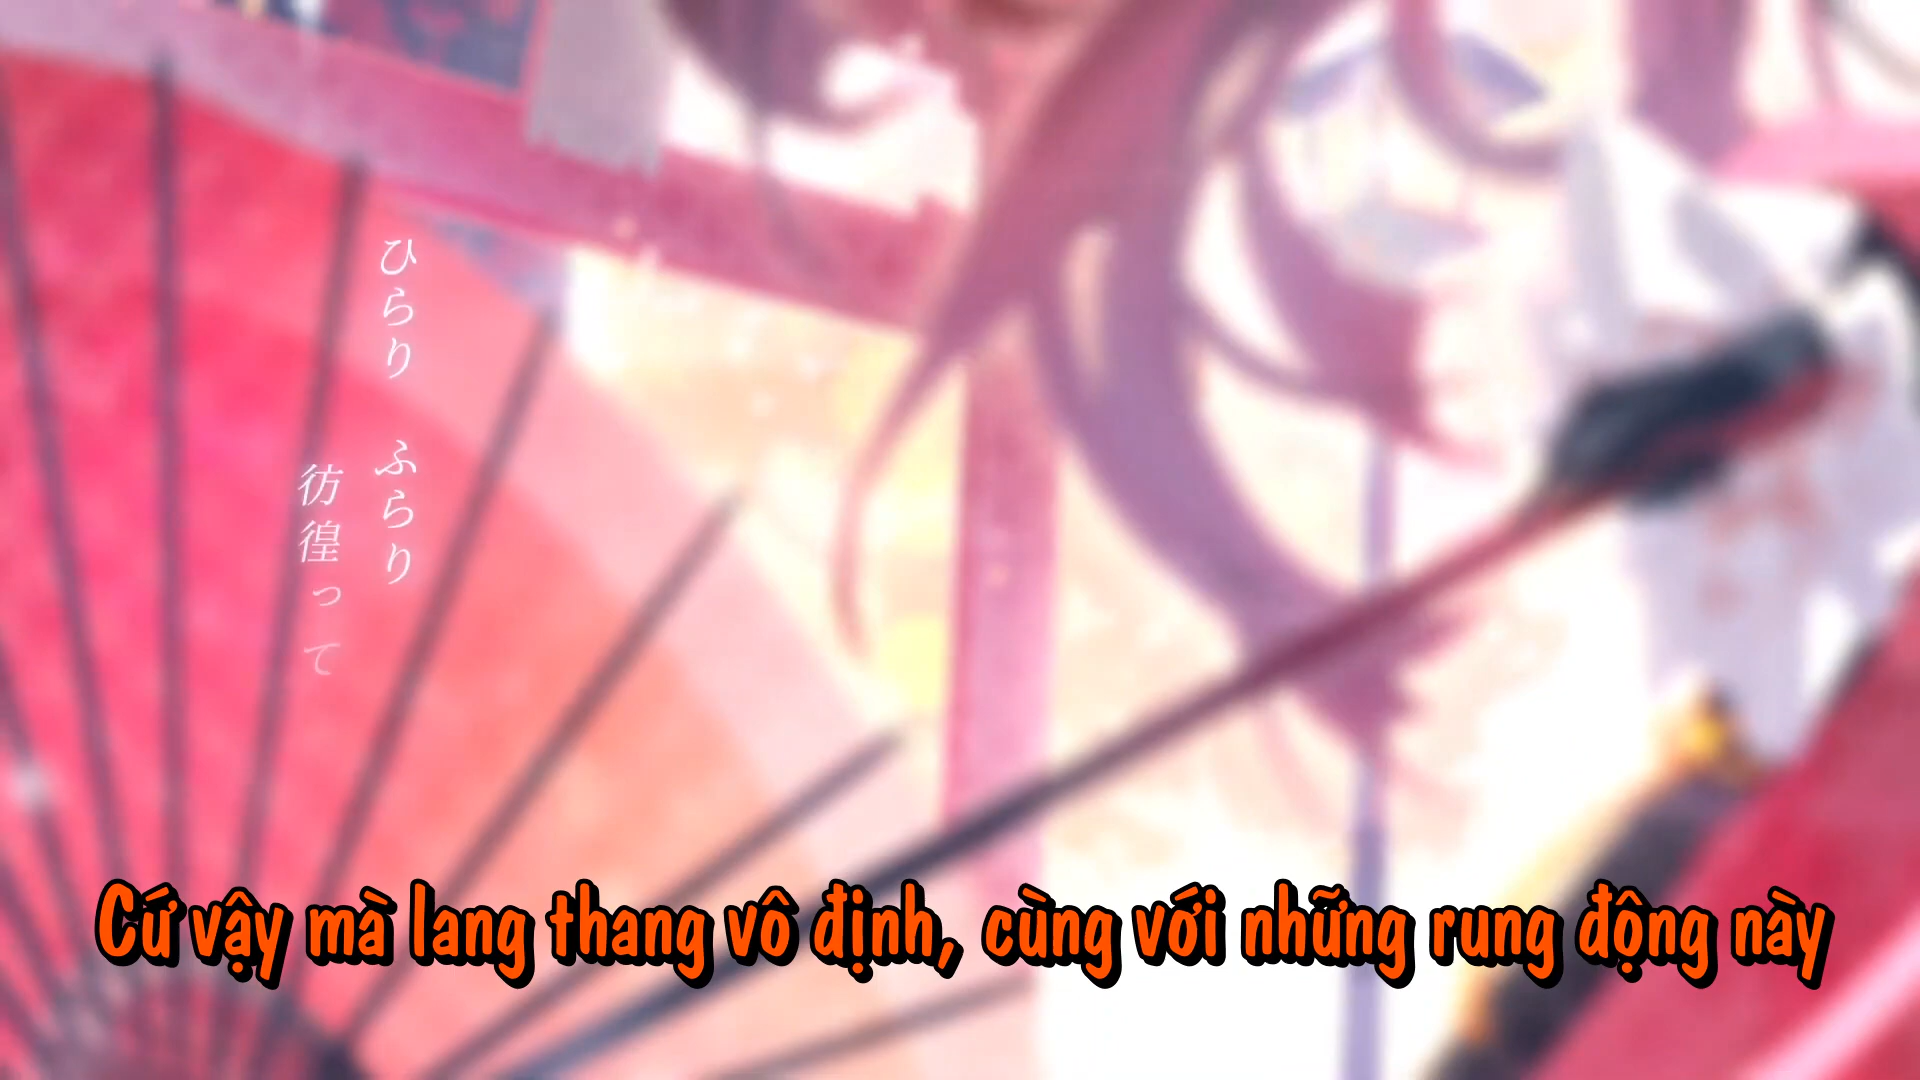 ひらり　ふらり
彷徨って
Cứ vậy mà lang thang vô định, cùng với những rung động này